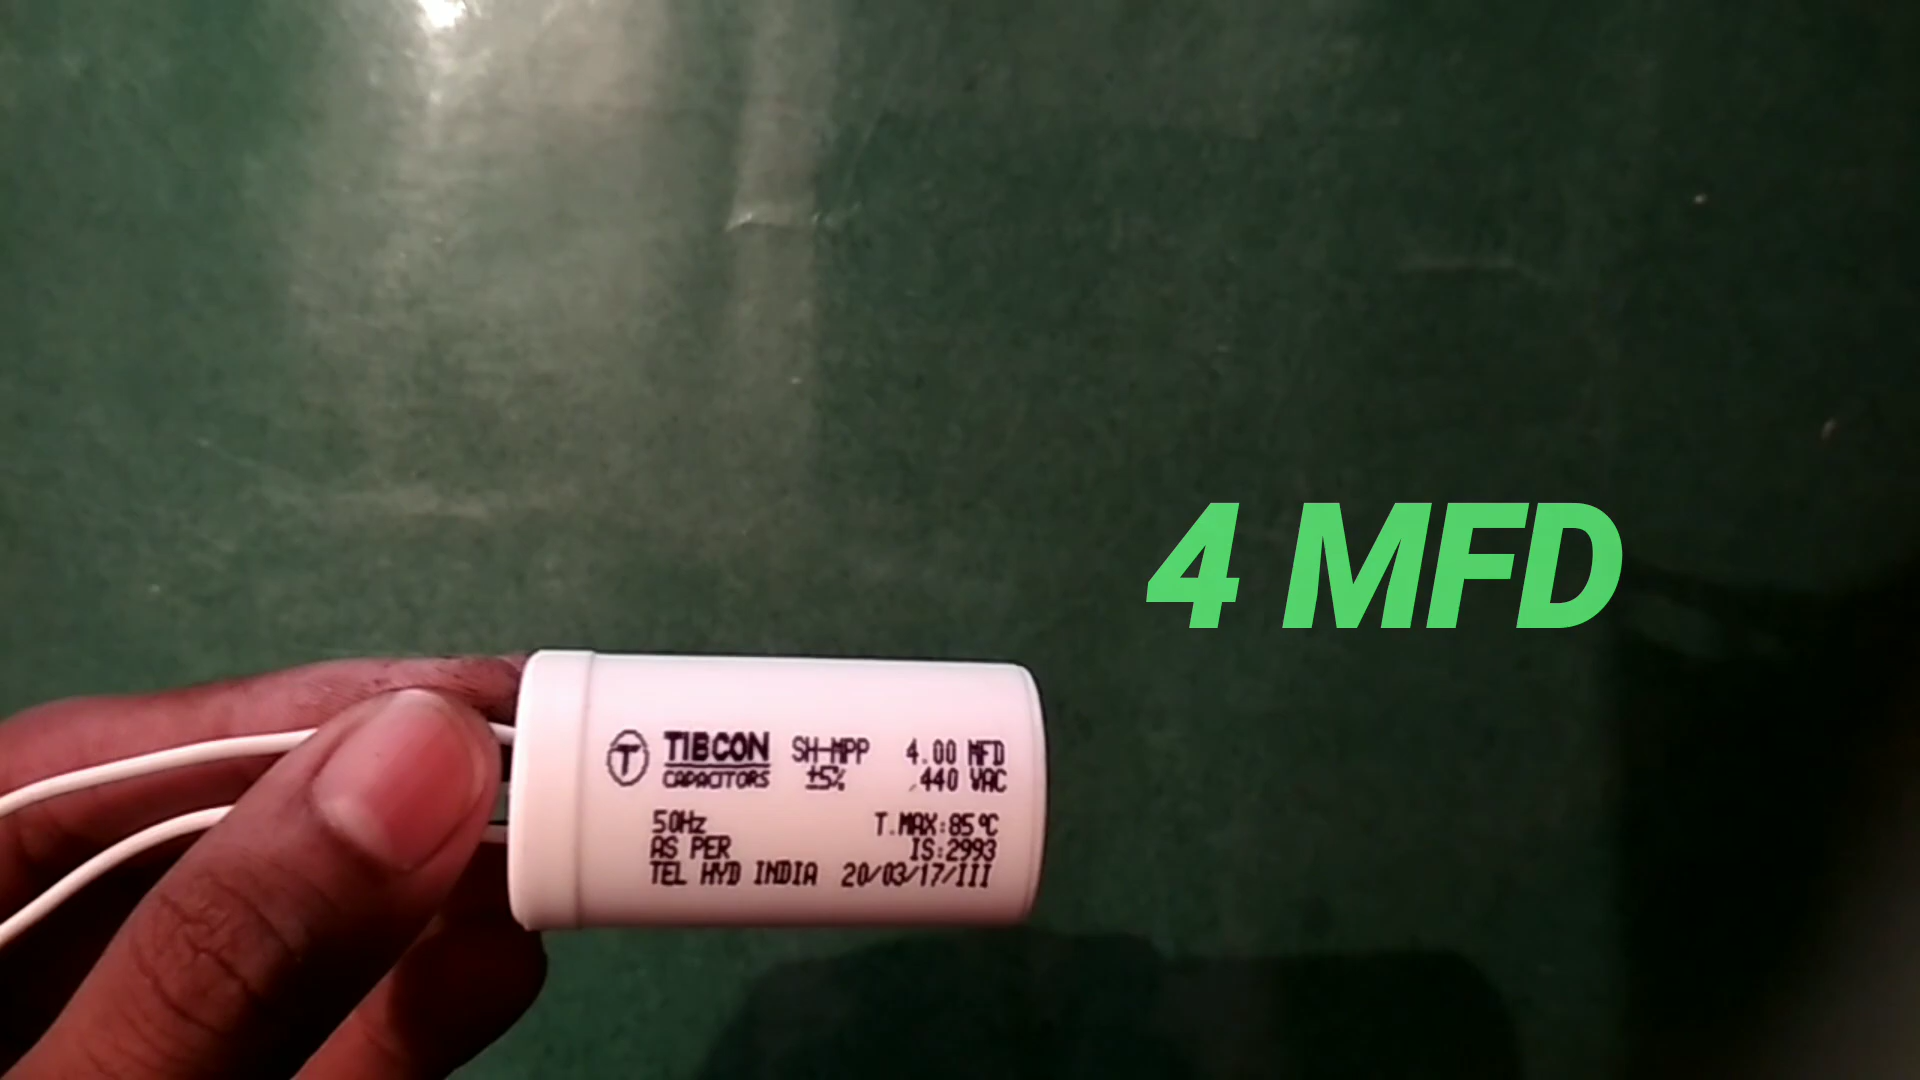 4 MFD
T TIBCON SH-MPP 4.00 MFD
CAPACITORS ±5% 440 VAC
50Hz T.MAX:85°C
AS PER IS:2993
TEL HYD INDIA 20/03/17/III